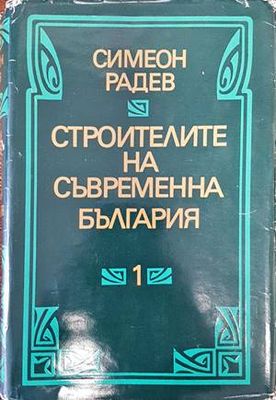 СИМЕОН
РАДЕВ
СТРОИТЕЛИТЕ
НА
СЪВРЕМЕННА
БЪЛГАРИЯ
1